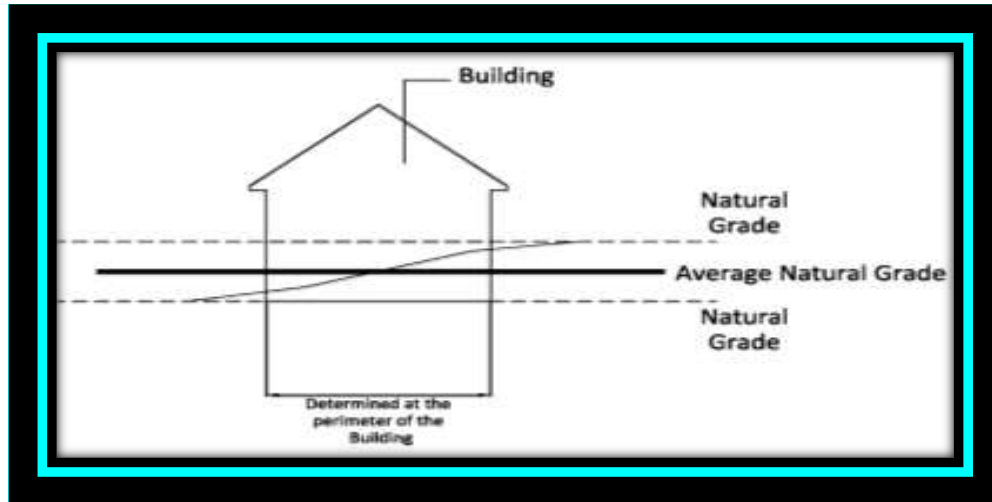 Building
Natural
Grade
Average Natural Grade
Natural
Grade
Determined at the
perimeter of the
Building